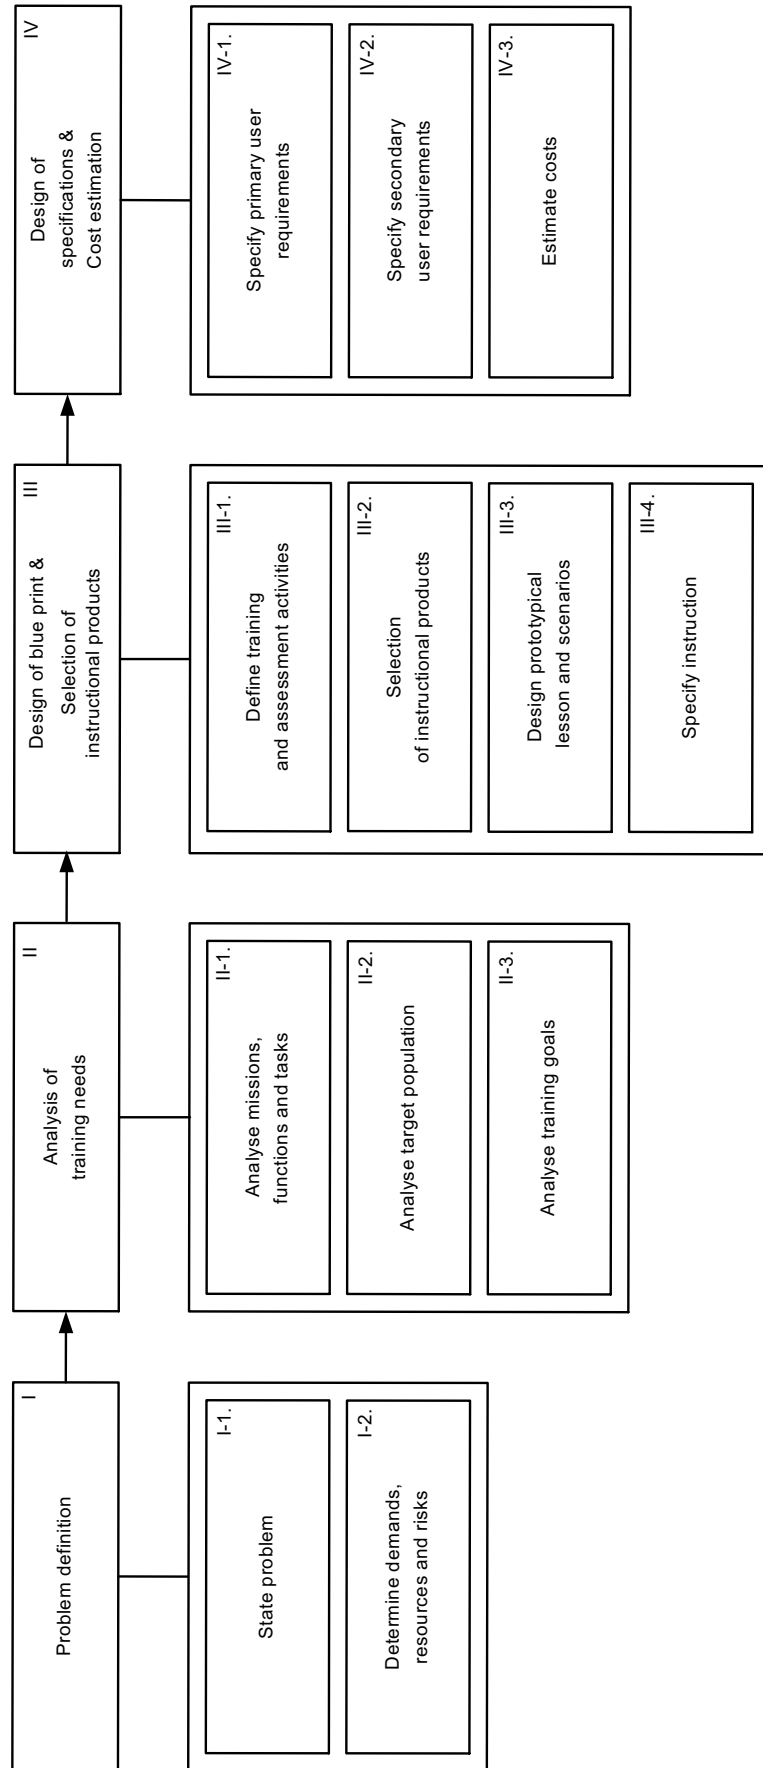 I
Problem definition
I-1.
State problem
I-2.
Determine demands,
resources and risks
II
Analysis of
training needs
II-1.
Analyse missions,
functions and tasks
II-2.
Analyse target population
II-3.
Analyse training goals
III
Design of blue print &
Selection of
instructional products
III-1.
Define training
and assessment activities
III-2.
Selection
of instructional products
III-3.
Design prototypical
lesson and scenarios
III-4.
Specify instruction
IV
Design of
specifications &
Cost estimation
IV-1.
Specify primary user
requirements
IV-2.
Specify secondary
user requirements
IV-3.
Estimate costs